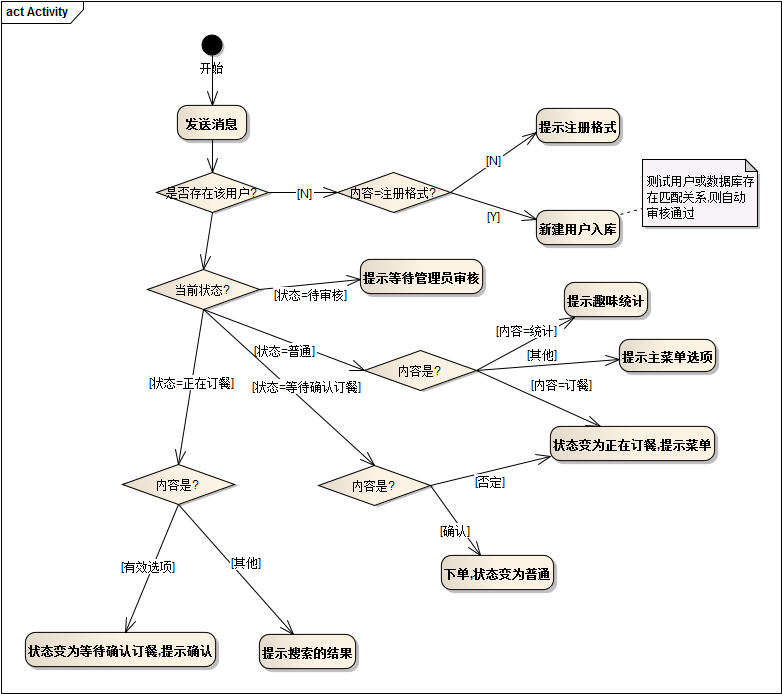 act Activity
开始
发送消息
提示注册格式
[N]
是否存在该用户?
[N]
内容=注册格式?
[Y]
新建用户入库
测试用户或数据库存
在匹配关系,则自动
审核通过
当前状态?
[状态=待审核]
提示等待管理员审核
提示趣味统计
[内容=统计]
[状态=普通]
[其他]
提示主菜单选项
内容是?
[状态=正在订餐]
[状态=等待确认订餐]
[内容=订餐]
状态变为正在订餐,提示菜单
内容是?
内容是?
[否定]
[确认]
下单,状态变为普通
[有效选项]
[其他]
状态变为等待确认订餐,提示确认
提示搜索的结果